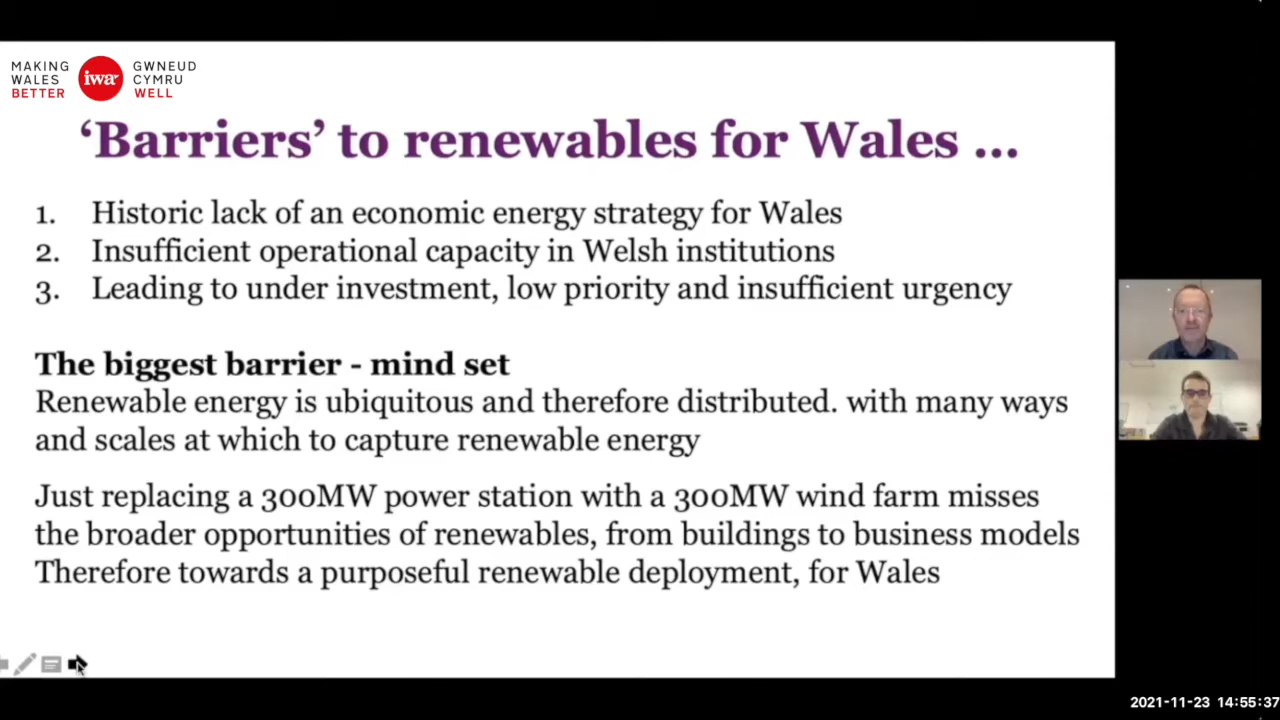 MAKING
WALES
BETTER
iwa
GWNEUD
CYMRU
WELL
‘Barriers’ to renewables for Wales ...
1. Historic lack of an economic energy strategy for Wales
2. Insufficient operational capacity in Welsh institutions
3. Leading to under investment, low priority and insufficient urgency
The biggest barrier - mind set
Renewable energy is ubiquitous and therefore distributed. with many ways
and scales at which to capture renewable energy
Just replacing a 300MW power station with a 300MW wind farm misses
the broader opportunities of renewables, from buildings to business models
Therefore towards a purposeful renewable deployment, for Wales
2021-11-23 14:55:37